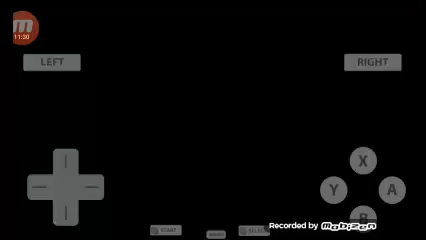 11:30
LEFT
RIGHT
X
Y
A
B
START
SELECT
Recorded by Mobizen